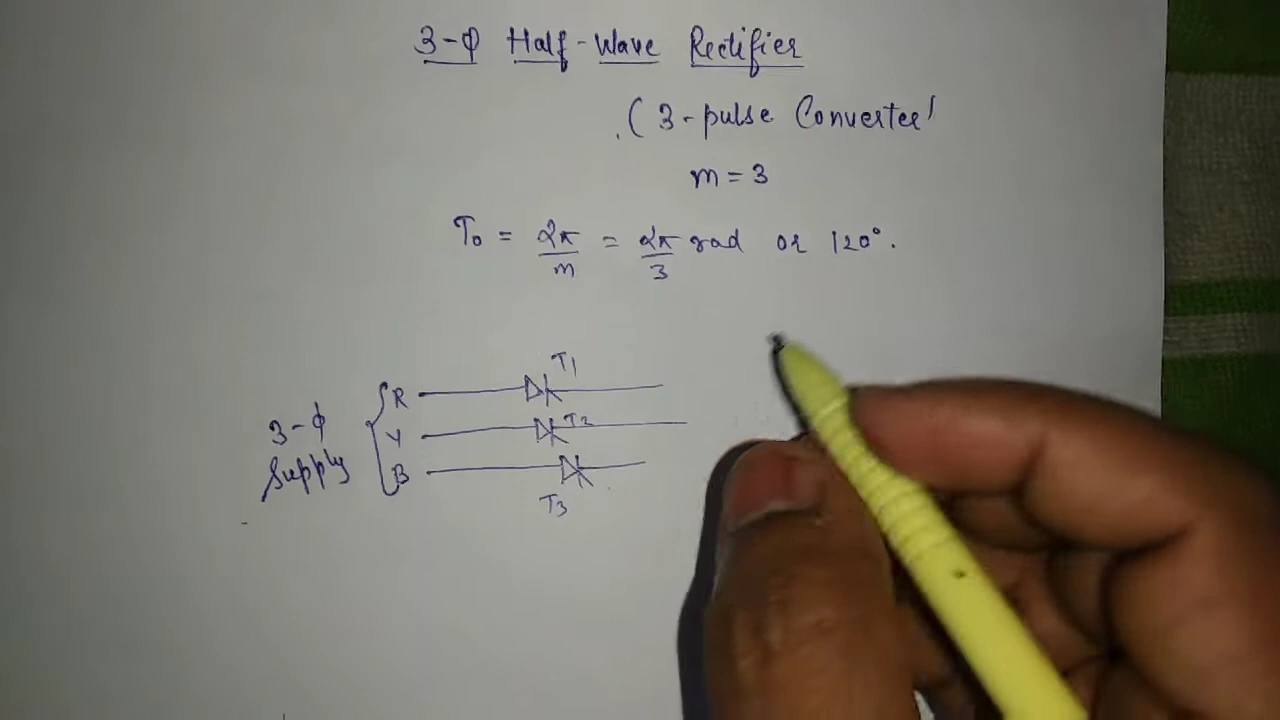 3-ϕ Half-Wave Rectifier
(3-pulse Converter)
m = 3
T₀ = 2π/m = 2π/3 rad or 120°.
T1
R
3-ϕ
T2
Y
Supply
B
T3